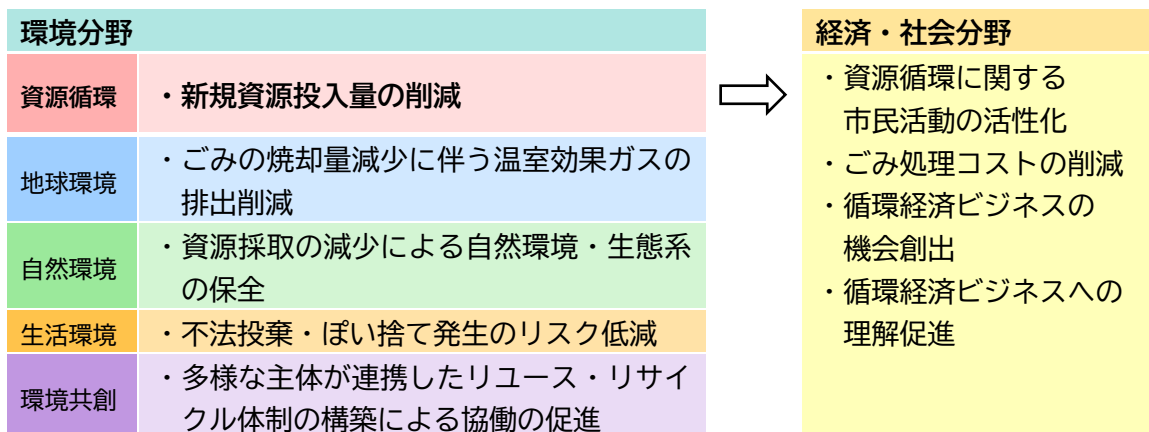 環境分野
資源循環
・新規資源投入量の削減
地球環境
・ごみの焼却量減少に伴う温室効果ガスの
排出削減
自然環境
・資源採取の減少による自然環境・生態系
の保全
生活環境
・不法投棄・ぽい捨て発生のリスク低減
環境共創
・多様な主体が連携したリユース・リサイ
クル体制の構築による協働の促進
経済・社会分野
・資源循環に関する
市民活動の活性化
・ごみ処理コストの削減
・循環経済ビジネスの
機会創出
・循環経済ビジネスへの
理解促進